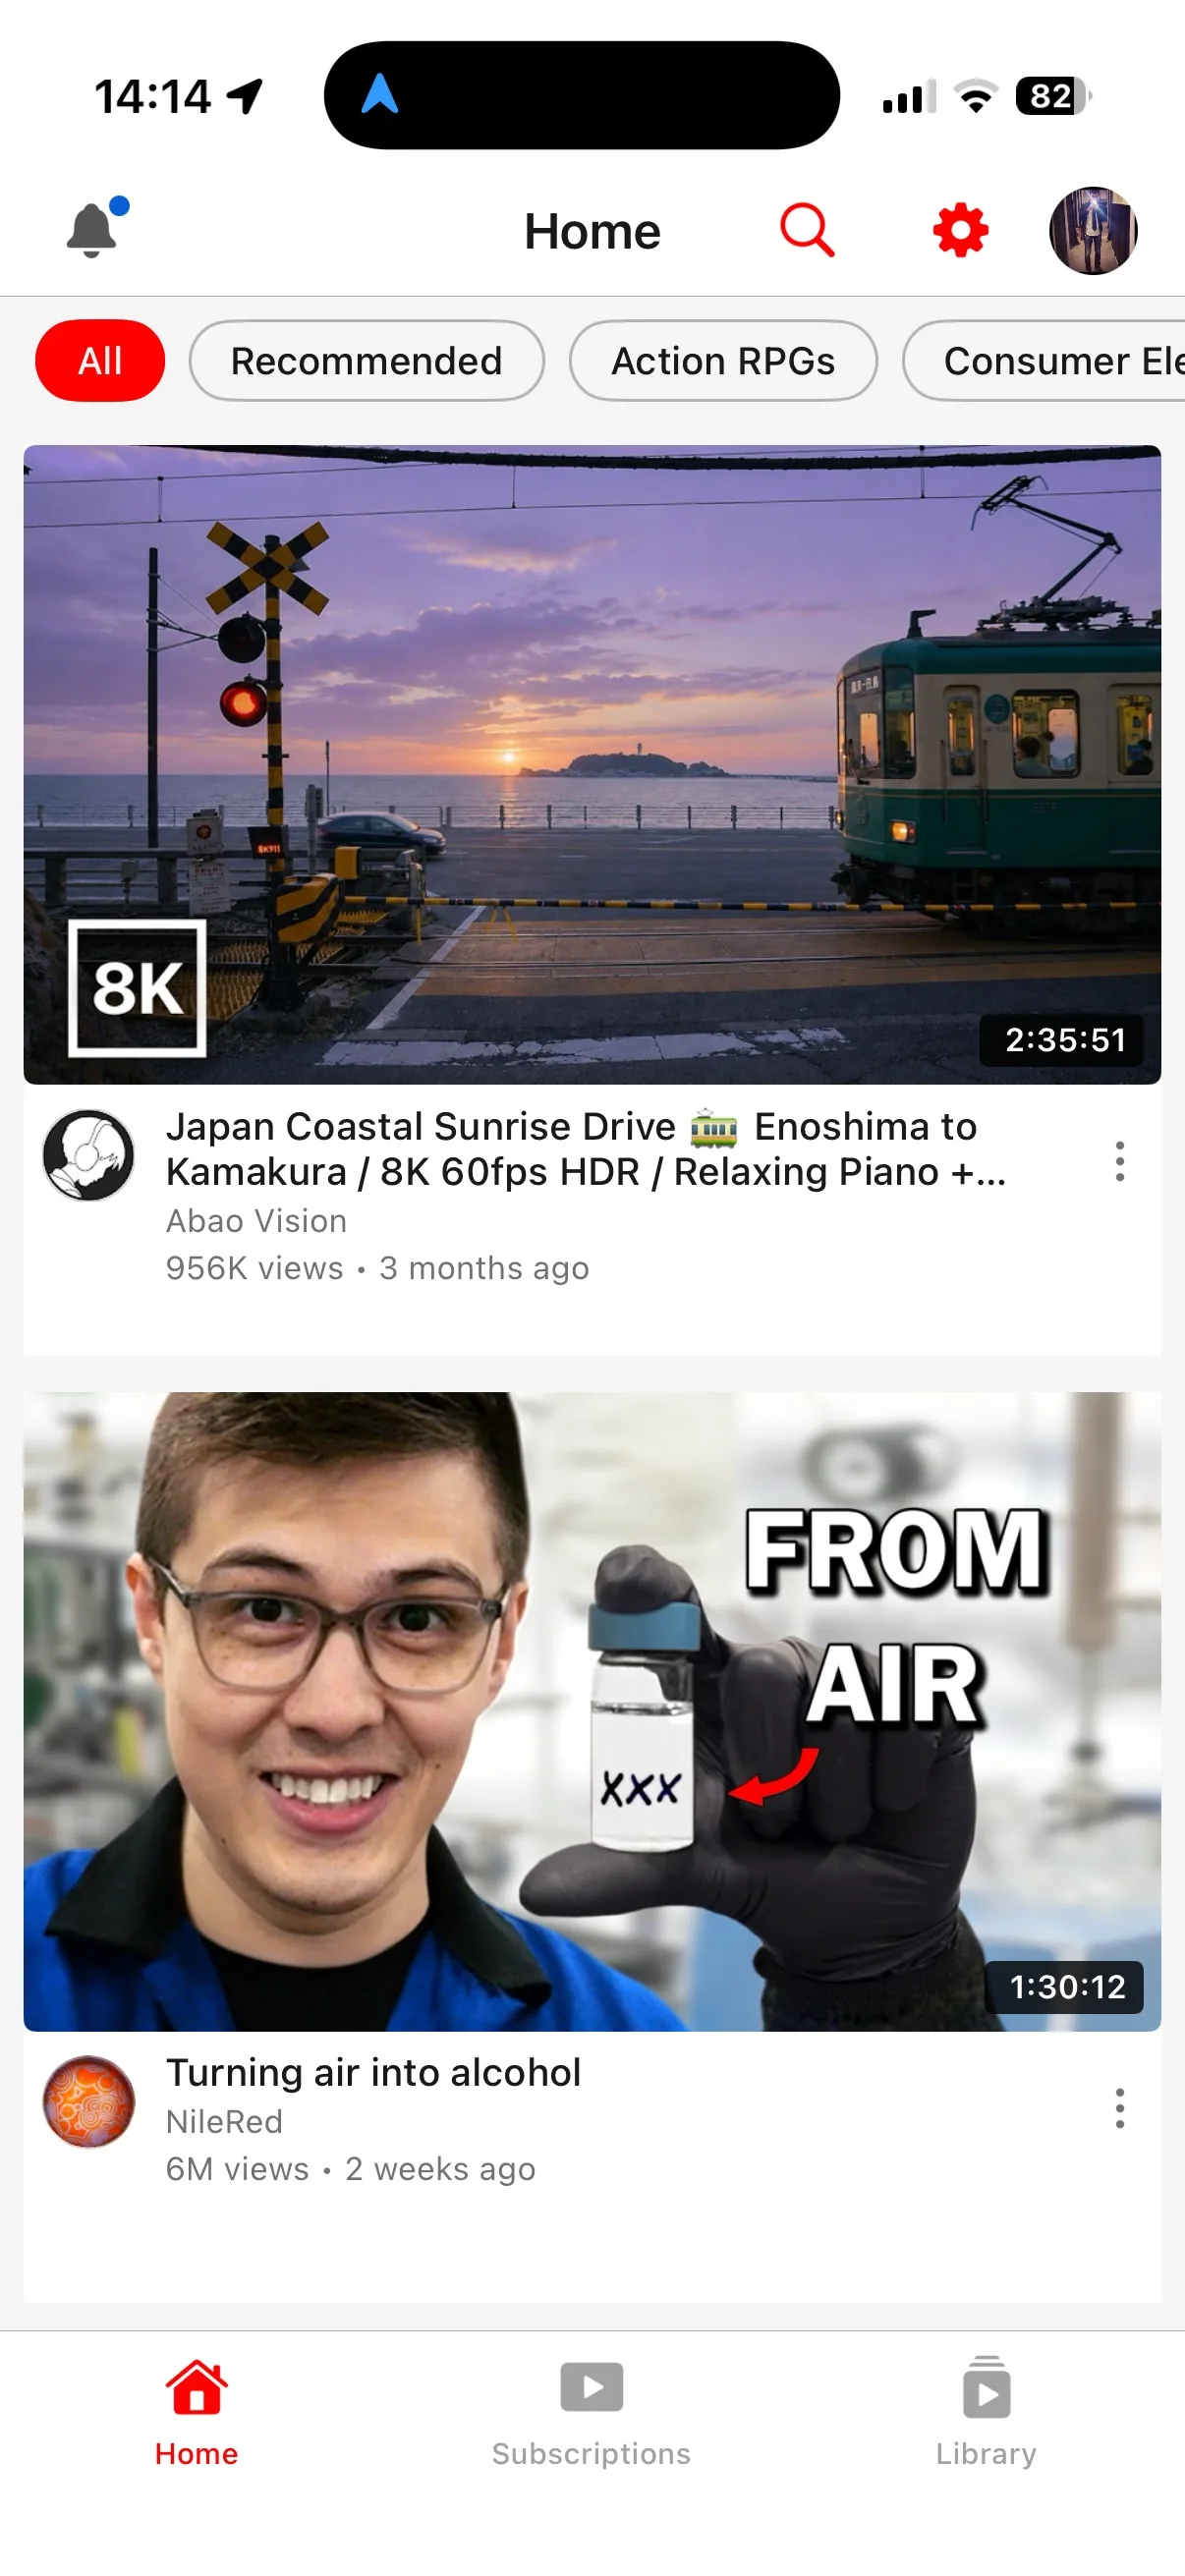 14:14
82
Home
All
Recommended
Action RPGs
Consumer Ele
8K
2:35:51
Japan Coastal Sunrise Drive 🚋 Enoshima to
Kamakura / 8K 60fps HDR / Relaxing Piano +...
Abao Vision
956K views • 3 months ago
FROM
AIR
XXX
1:30:12
Turning air into alcohol
NileRed
6M views • 2 weeks ago
Home
Subscriptions
Library